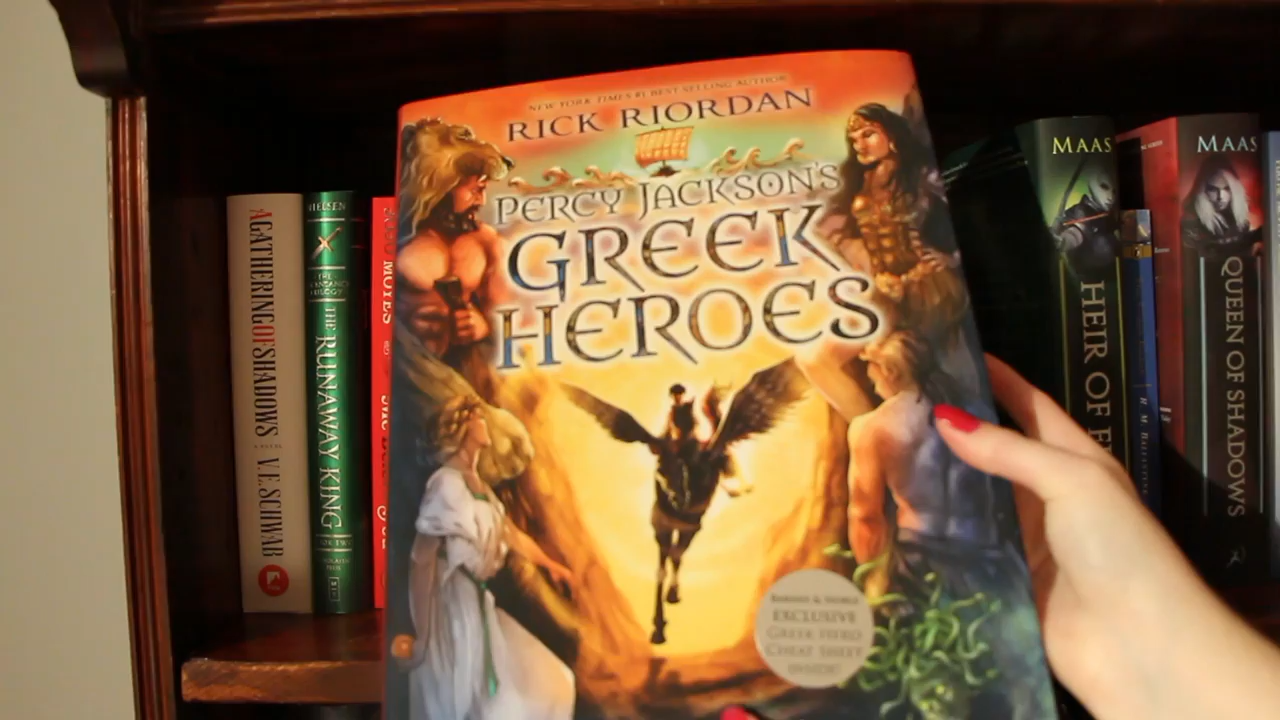 NEW YORK TIMES #1 BEST-SELLING AUTHOR
RICK RIORDAN
PERCY JACKSON'S
GREEK
HEROES
EXCLUSIVE
GREEK HERO
CHEAT SHEET
INSIDE!
A GATHERING OF SHADOWS
V.E. SCHWAB
NIELSEN
THE RUNAWAY KING
MOYES
MAAS
HEIR OF
MAAS
QUEEN OF SHADOWS